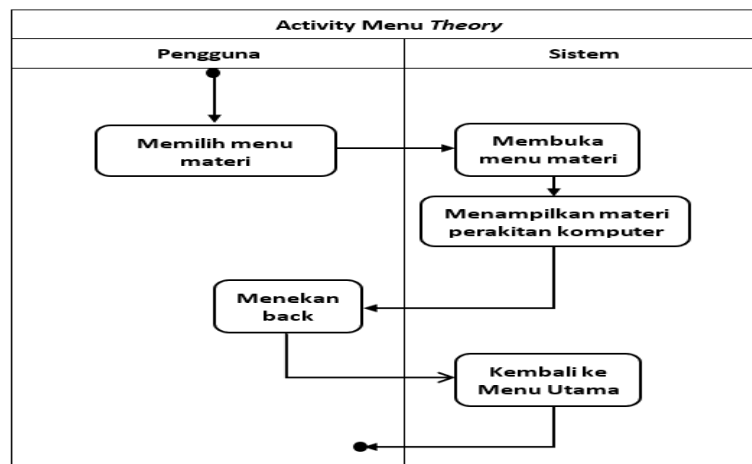 Activity Menu Theory
Pengguna
Sistem
Memilih menu
materi
Membuka
menu materi
Menampilkan materi
perakitan komputer
Menekan
back
Kembali ke
Menu Utama